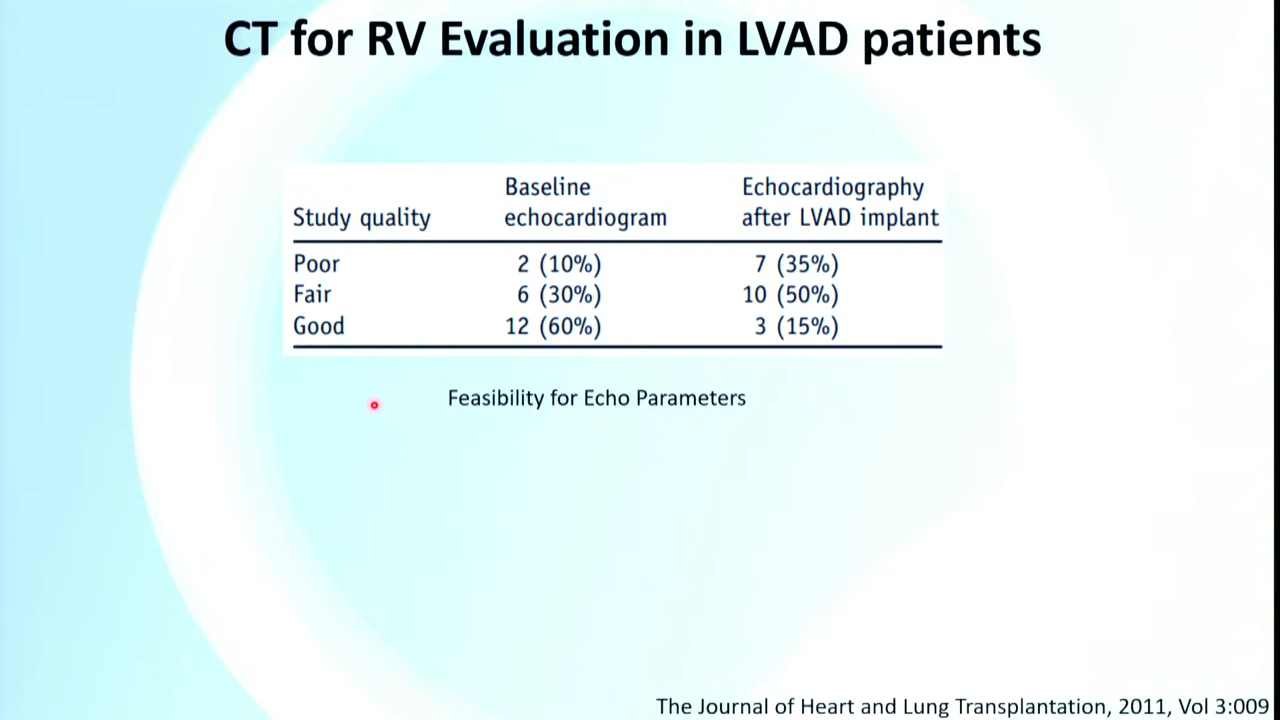 CT for RV Evaluation in LVAD patients
Baseline Echocardiography
Study quality echocardiogram after LVAD implant
Poor 2 (10%) 7 (35%)
Fair 6 (30%) 10 (50%)
Good 12 (60%) 3 (15%)
Feasibility for Echo Parameters
The Journal of Heart and Lung Transplantation, 2011, Vol 3:009